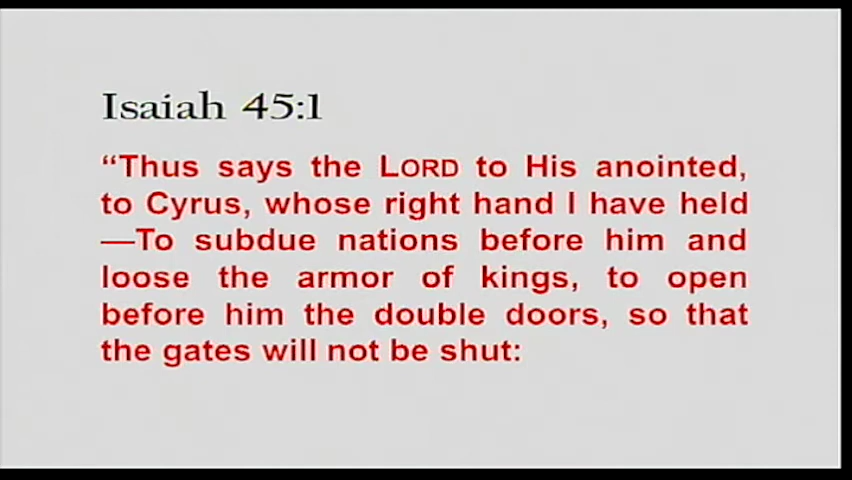 Isaiah 45:1
“Thus says the LORD to His anointed,
to Cyrus, whose right hand I have held
—To subdue nations before him and
loose the armor of kings, to open
before him the double doors, so that
the gates will not be shut: